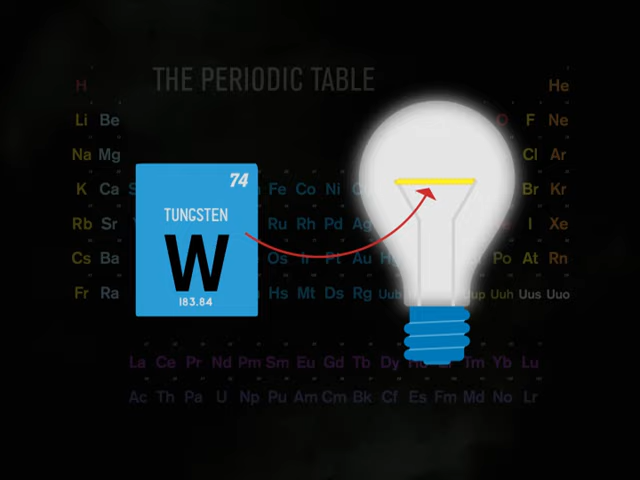 THE PERIODIC TABLE
H He
Li Be O F Ne
Na Mg Cl Ar
K Ca Fe Co Ni Br Kr
Rb Sr Ru Rh Pd Ag I Xe
Cs Ba Os Ir Pt Au Po At Rn
Fr Ra Hs Mt Ds Rg Uub Uup Uuh Uus Uuo
74
TUNGSTEN
W
183.84
La Ce Pr Nd Pm Sm Eu Gd Tb Dy Ho Er Tm Yb Lu
Ac Th Pa U Np Pu Am Cm Bk Cf Es Fm Md No Lr